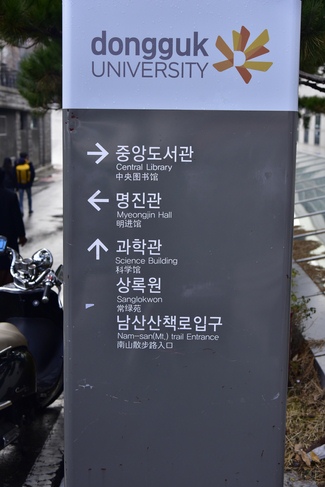 dongguk
UNIVERSITY
중앙도서관
Central Library
中央图书馆
명진관
Myeongjin Hall
明进馆
과학관
Science Building
科学馆
상록원
Sanglokwon
常绿苑
남산산책로입구
Nam-san(Mt.) trail Entrance
南山散步路入口